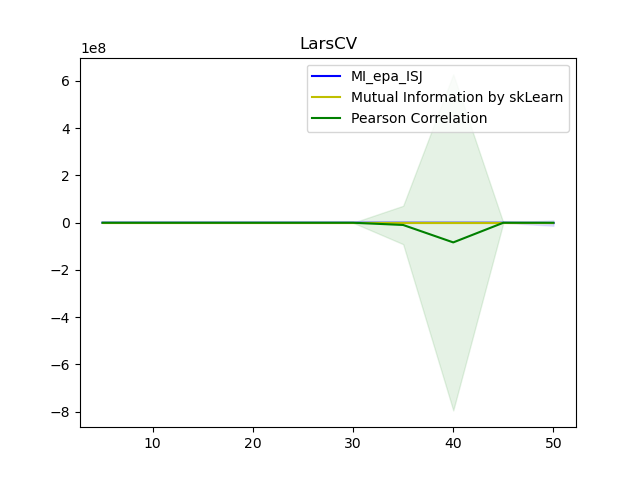 LarsCV
1e8
MI_epa_ISJ
Mutual Information by skLearn
Pearson Correlation
6
4
2
0
−2
−4
−6
−8
10 20 30 40 50